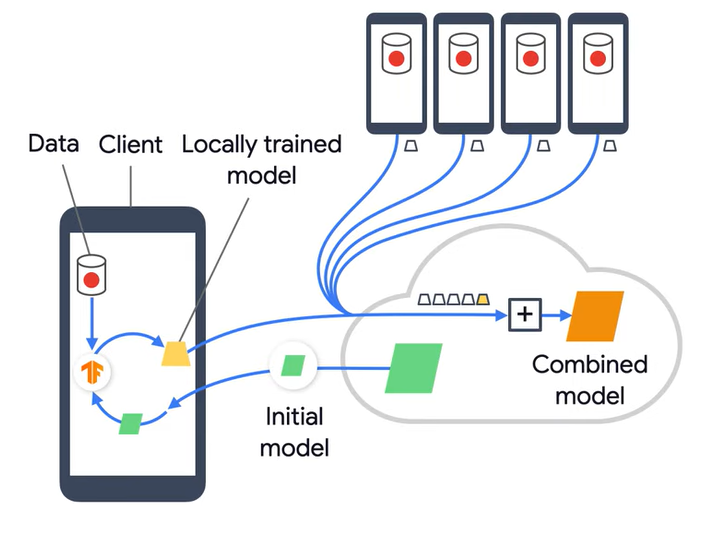 Data
Client
Locally trained
model
+
Initial
model
Combined
model